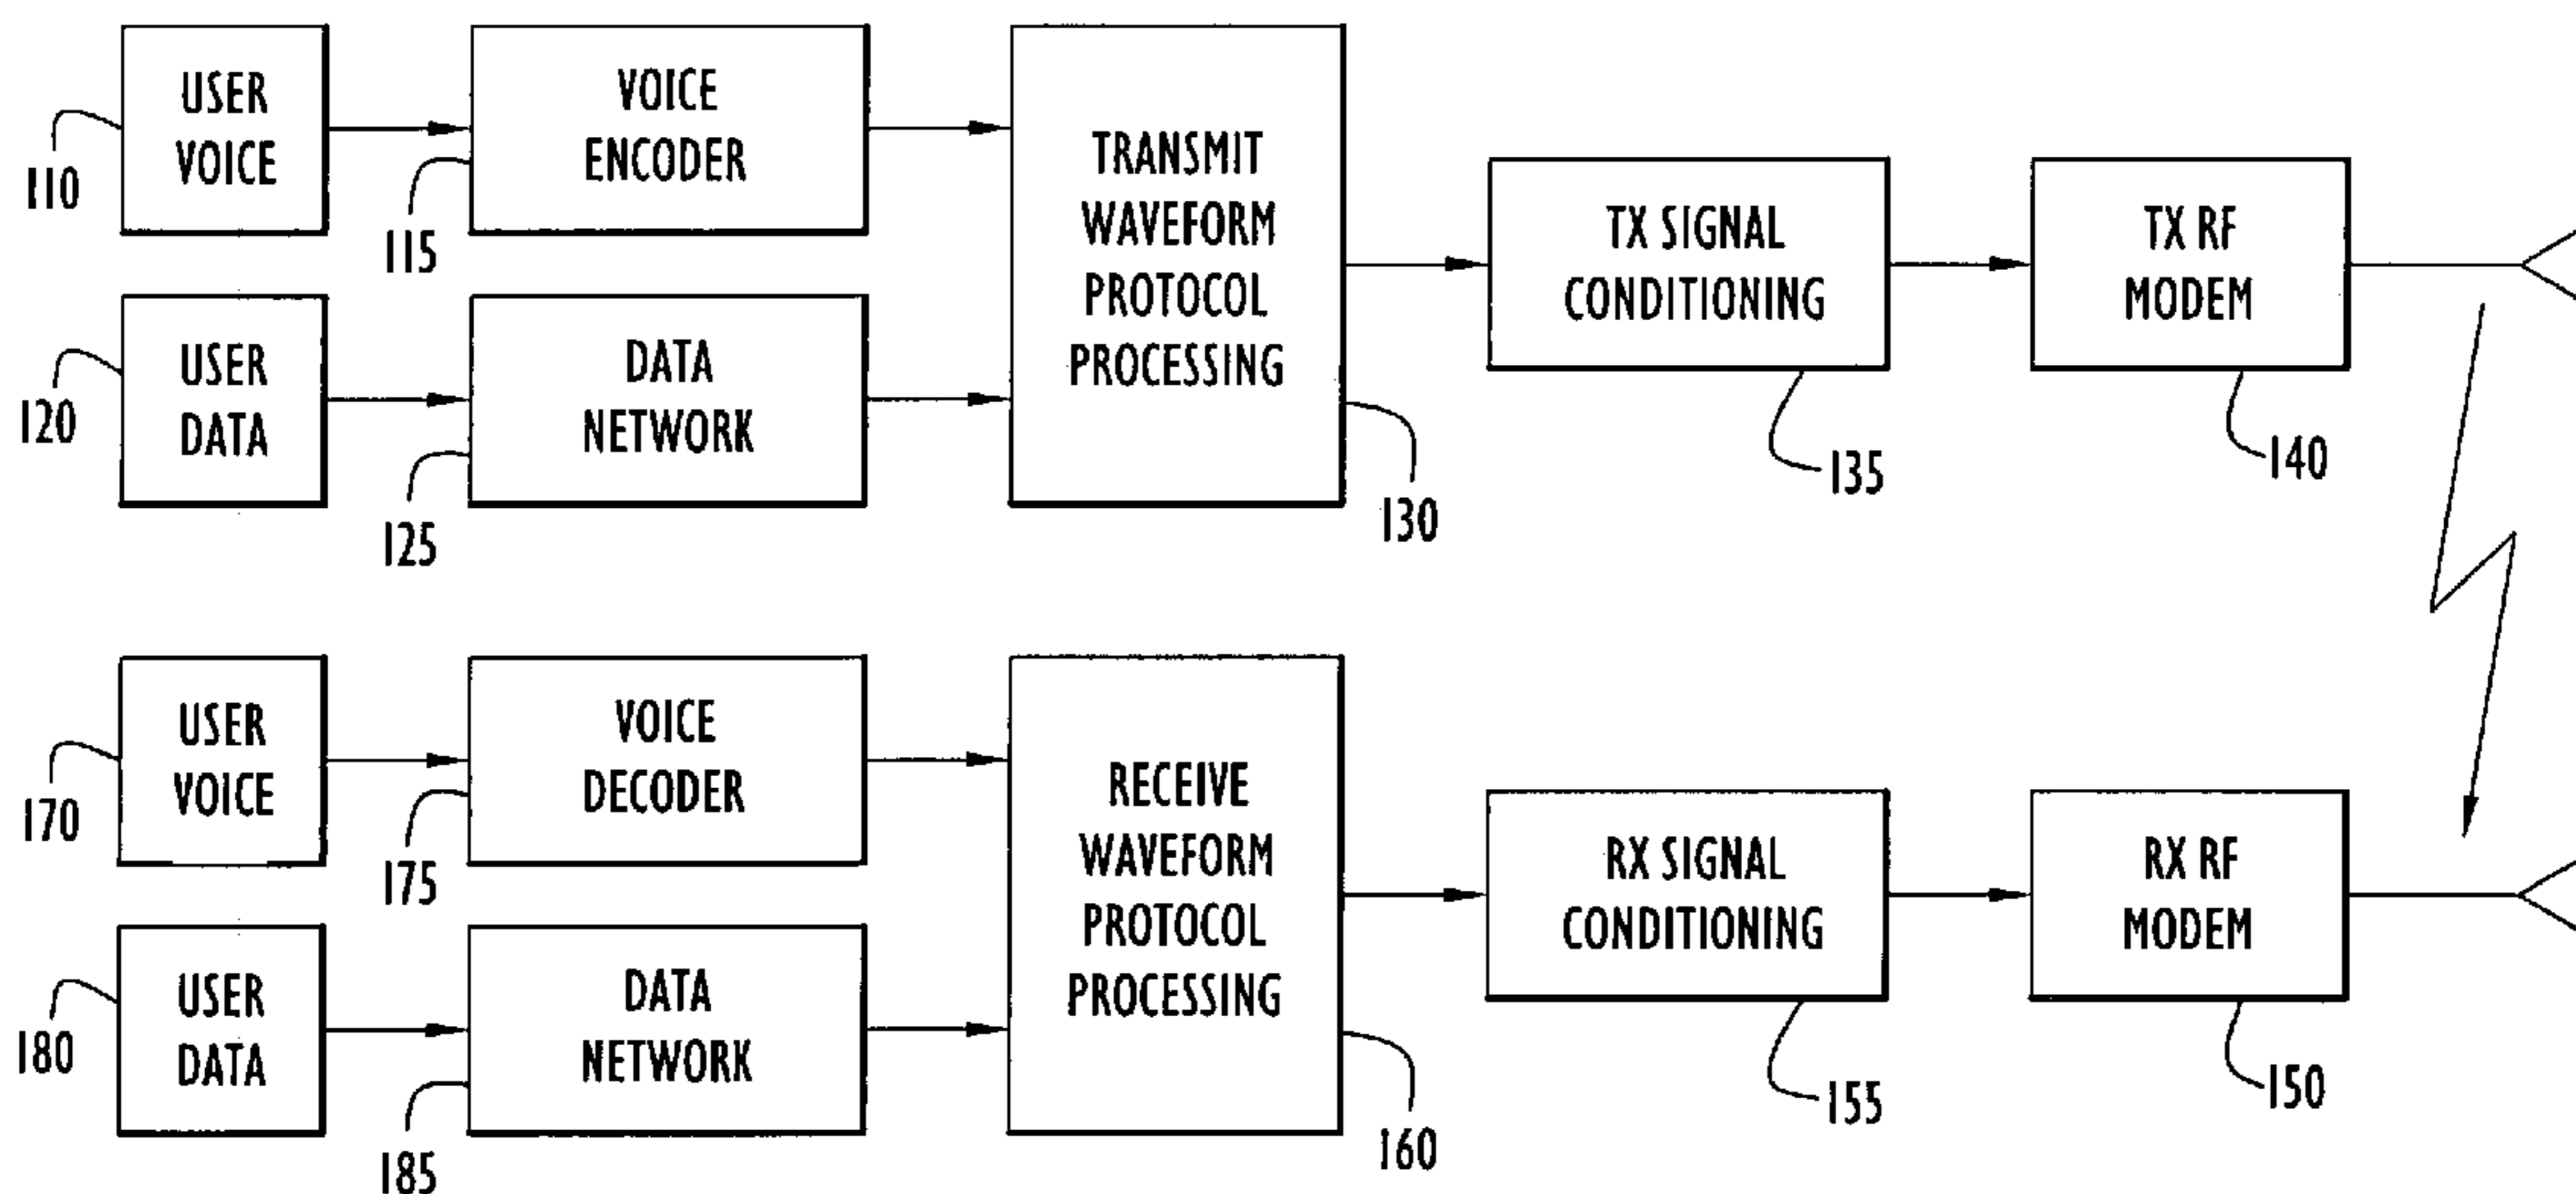 USER
VOICE
110
VOICE
ENCODER
115
USER
DATA
120
DATA
NETWORK
125
TRANSMIT
WAVEFORM
PROTOCOL
PROCESSING
130
TX SIGNAL
CONDITIONING
135
TX RF
MODEM
140
USER
VOICE
170
VOICE
DECODER
175
USER
DATA
180
DATA
NETWORK
185
RECEIVE
WAVEFORM
PROTOCOL
PROCESSING
160
RX SIGNAL
CONDITIONING
155
RX RF
MODEM
150